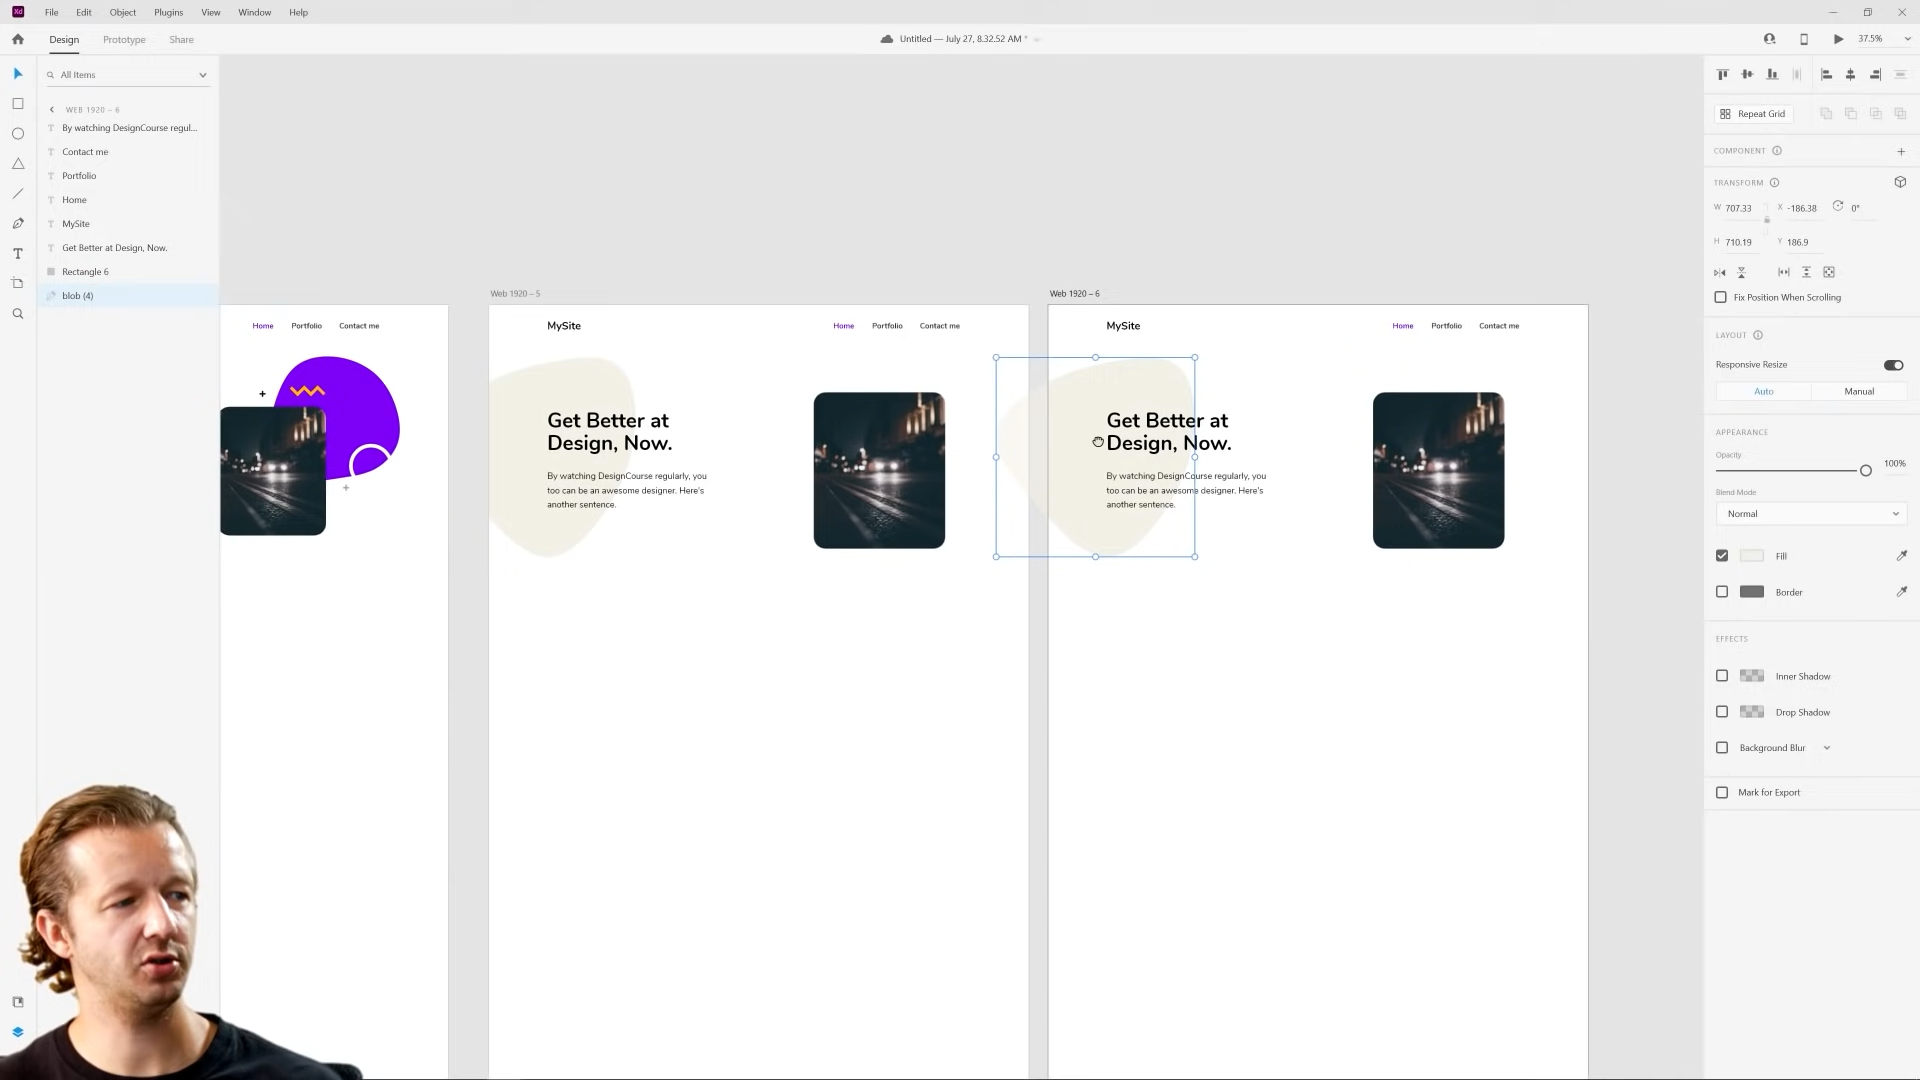 Xd File Edit Object Plugins View Window Help
Design Prototype Share
Untitled — July 27, 8.32.52 AM *
37.5%
All Items
WEB 1920 – 6
By watching DesignCourse regul...
Contact me
Portfolio
Home
MySite
Get Better at Design, Now.
Rectangle 6
blob (4)
Home Portfolio Contact me
Web 1920 – 5
MySite
Home Portfolio Contact me
Get Better at
Design, Now.
By watching DesignCourse regularly, you
too can be an awesome designer. Here's
another sentence.
Web 1920 – 6
MySite
Home Portfolio Contact me
Get Better at
Design, Now.
By watching DesignCourse regularly, you
too can be an awesome designer. Here's
another sentence.
Repeat Grid
COMPONENT
TRANSFORM
W 707.33 X -186.38 0°
H 710.19 Y 186.9
Fix Position When Scrolling
LAYOUT
Responsive Resize
Auto Manual
APPEARANCE
Opacity
100%
Blend Mode
Normal
Fill
Border
EFFECTS
Inner Shadow
Drop Shadow
Background Blur
Mark for Export